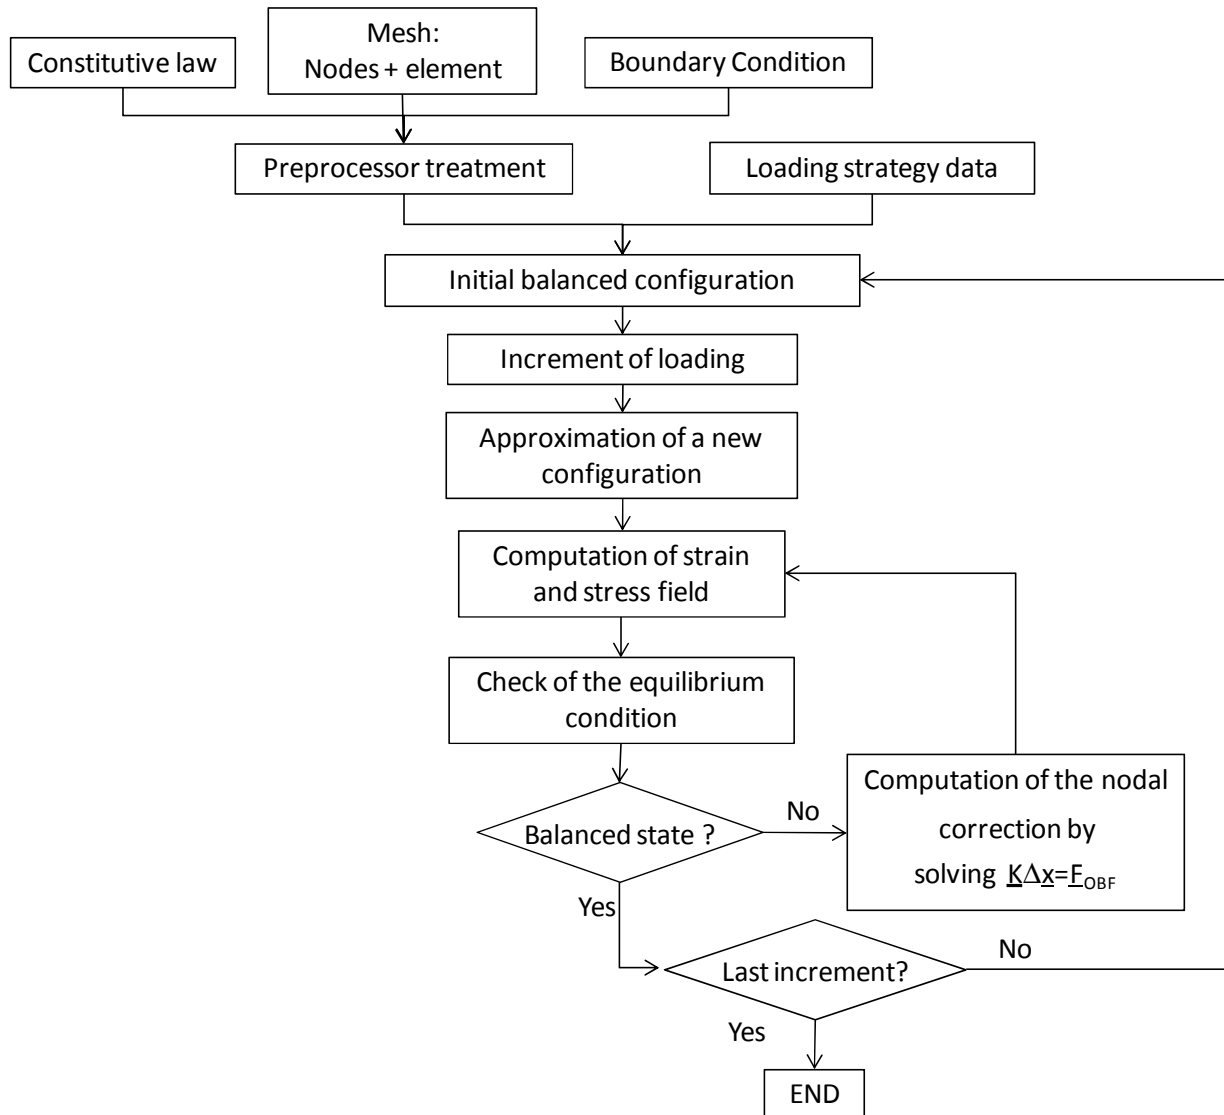 Constitutive law
Mesh:
Nodes + element
Boundary Condition
Preprocessor treatment
Loading strategy data
Initial balanced configuration
Increment of loading
Approximation of a new
configuration
Computation of strain
and stress field
Check of the equilibrium
condition
Balanced state ?
No
Computation of the nodal
correction by
solving KΔx=FOBF
Yes
Last increment?
No
Yes
END